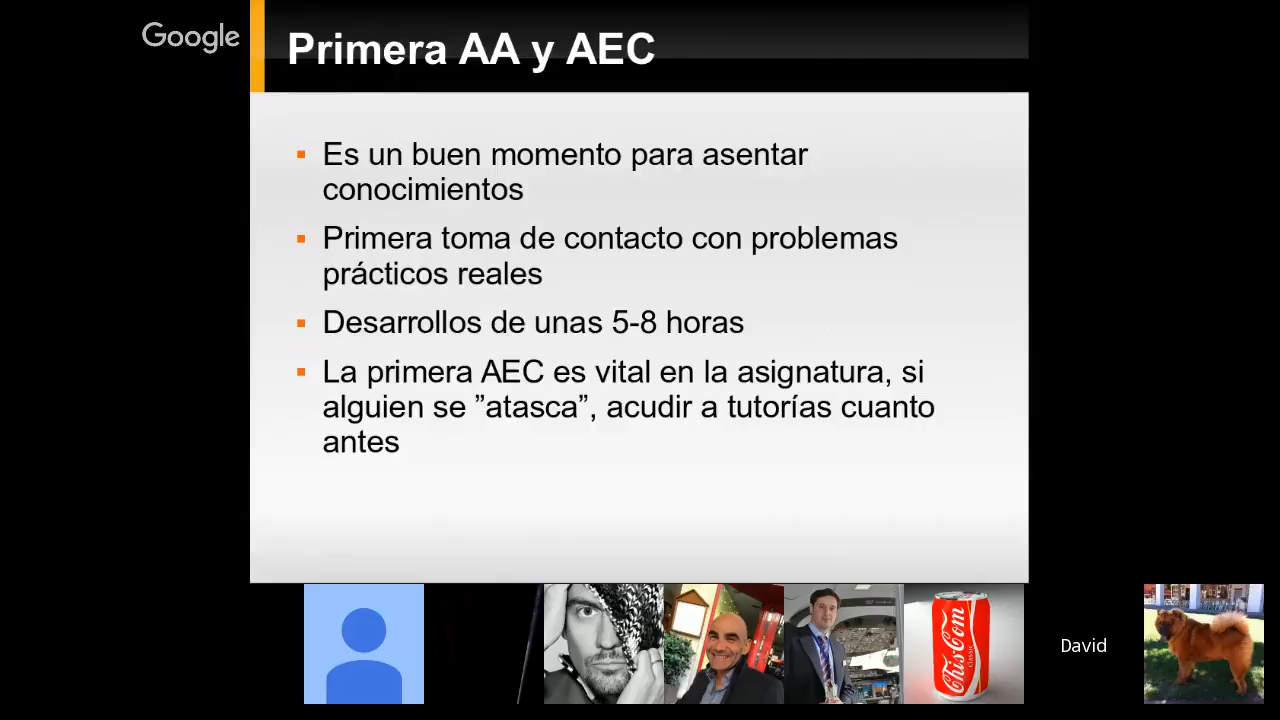 Google
Primera AA y AEC
Es un buen momento para asentar
conocimientos
Primera toma de contacto con problemas
prácticos reales
Desarrollos de unas 5-8 horas
La primera AEC es vital en la asignatura, si
alguien se ”atasca”, acudir a tutorías cuanto
antes
ChisCom
classic
David